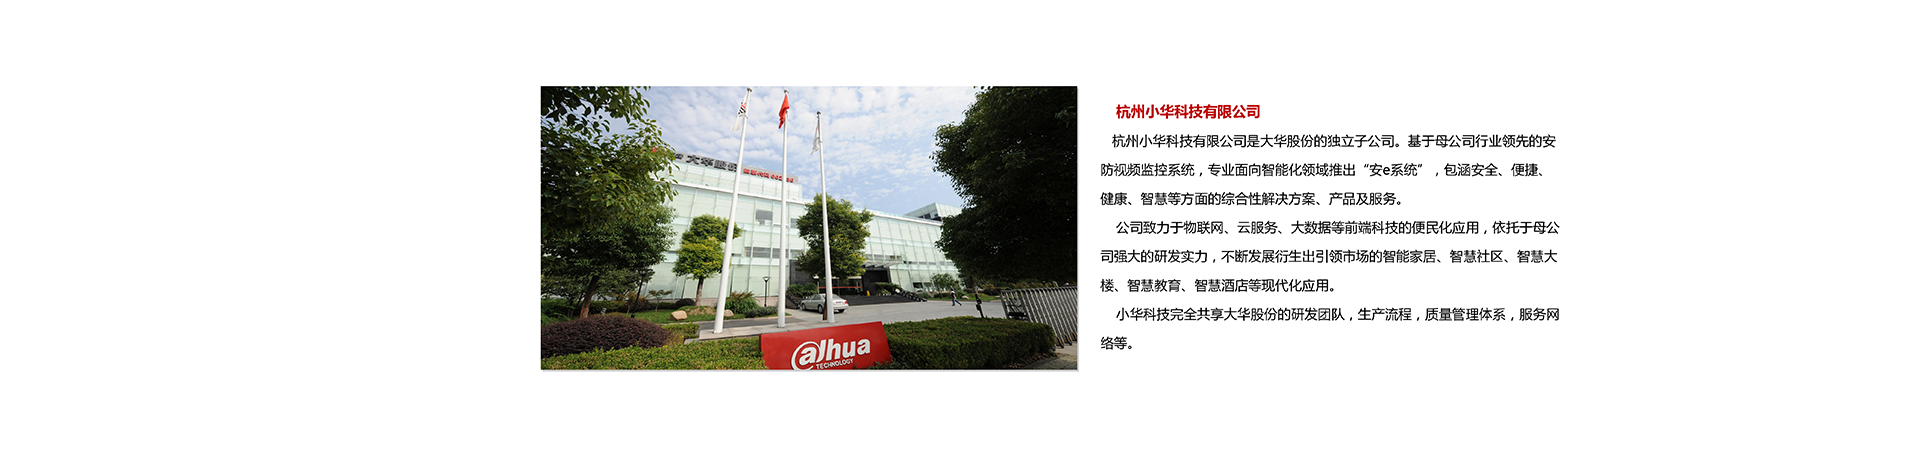 大华股份
alhua
TECHNOLOGY
杭州小华科技有限公司
杭州小华科技有限公司是大华股份的独立子公司。基于母公司行业领先的安
防视频监控系统，专业面向智能化领域推出“安e系统”，包涵安全、便捷、
健康、智慧等方面的综合性解决方案、产品及服务。
公司致力于物联网、云服务、大数据等前端科技的便民化应用，依托于母公
司强大的研发实力，不断发展衍生出引领市场的智能家居、智慧社区、智慧大
楼、智慧教育、智慧酒店等现代化应用。
小华科技完全共享大华股份的研发团队，生产流程，质量管理体系，服务网
络等。